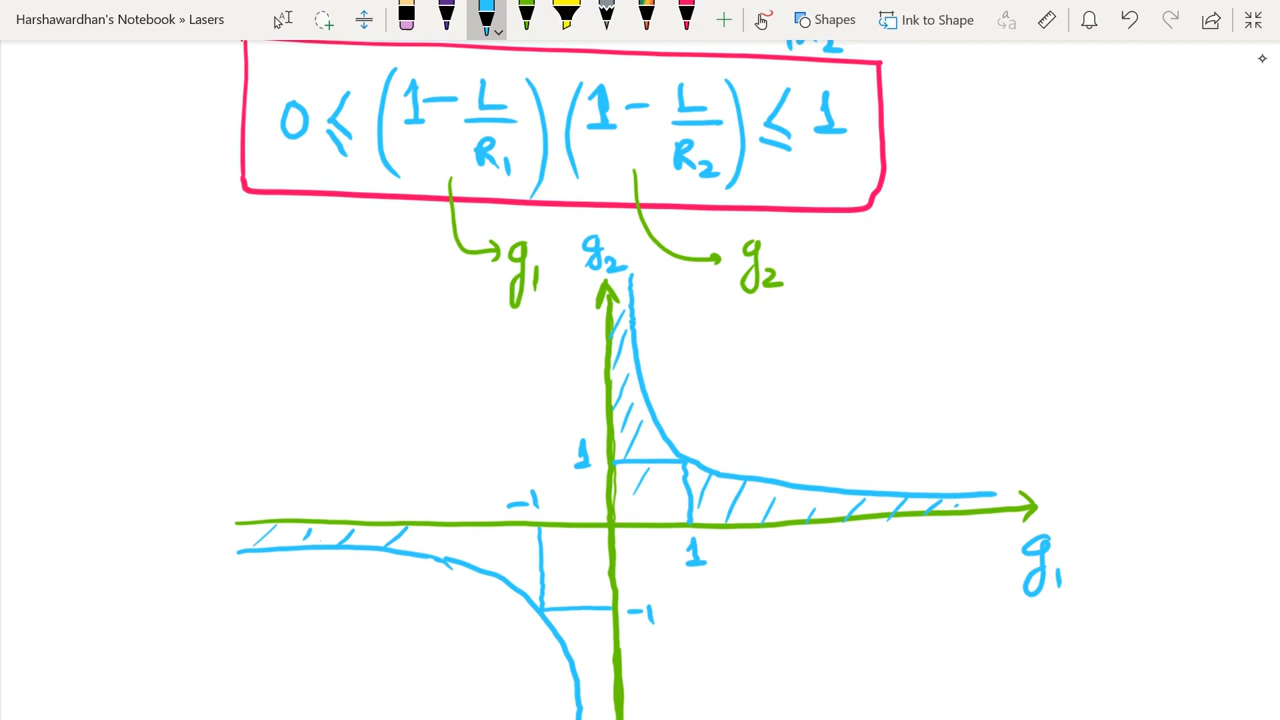 Harshawardhan's Notebook » Lasers
Shapes
Ink to Shape
0 ≤ (1 - L/R₁) (1 - L/R₂) ≤ 1
g₁
g₂
g₂
1
-1
1
g₁
-1